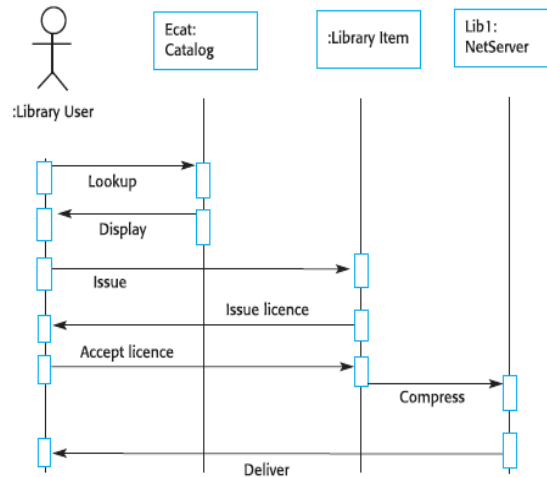 Ecat:
Catalog
:Library Item
Lib1:
NetServer
:Library User
Lookup
Display
Issue
Issue licence
Accept licence
Compress
Deliver